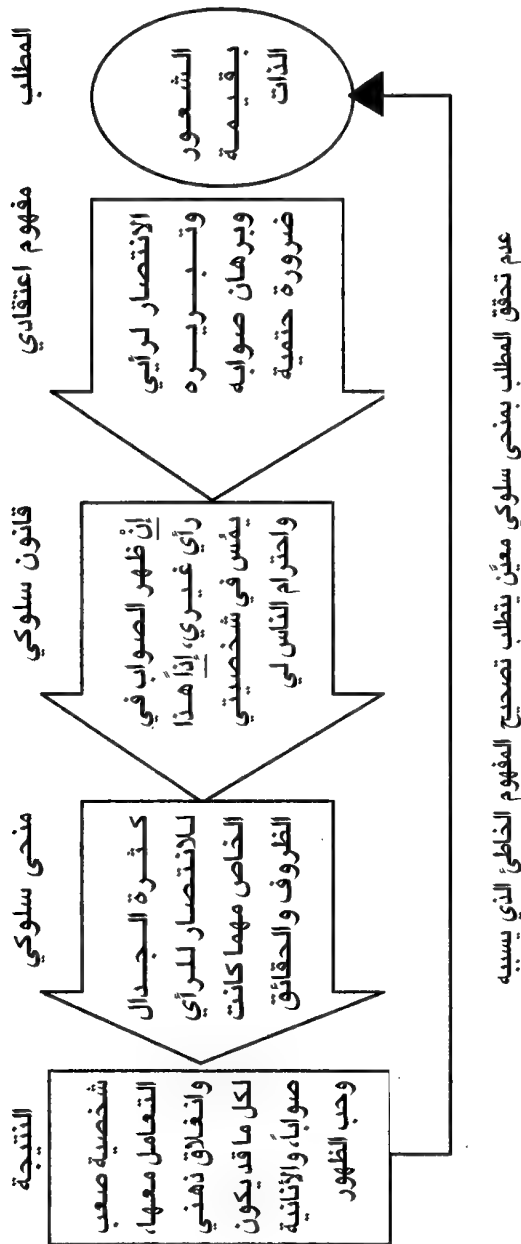 المطلب
الشعور
بقيمة
الذات
مفهوم اعتقادي
الانتصار لرأيي
وتبريره
وبرهان صوابه
ضرورة حتمية
قانون سلوكي
إن ظهر الصواب في
رأي غيري، إذاً هذا
يمس في شخصيتي
واحترام الناس لي
منحى سلوكي
كثرة الجدال
للانتصار للرأي
الخاص مهما كانت
الظروف والحقائق
النتيجة
شخصية صعب
التعامل معها،
وانغلاق ذهني
لكل ما قد يكون
صواباً، والأنانية
وحب الظهور
عدم تحقق المطلب بمنحى سلوكي معيّن يتطلب تصحيح المفهوم الخاطئ الذي يسببه